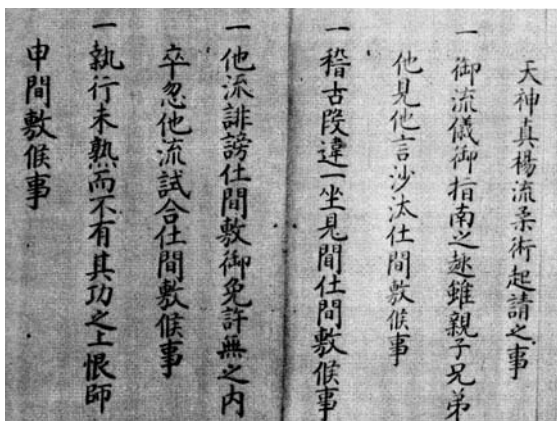 天神真楊流柔術起請之事
一 御流儀御指南之趣雖親子兄弟
他見他言沙汰仕間敷候事
一 稽古段違一坐見間仕間敷候事
一 他流誹謗仕間敷御免許無之内
卒忽他流試合仕間敷候事
一 執行未熟而不有其功之上恨師
申間敷候事